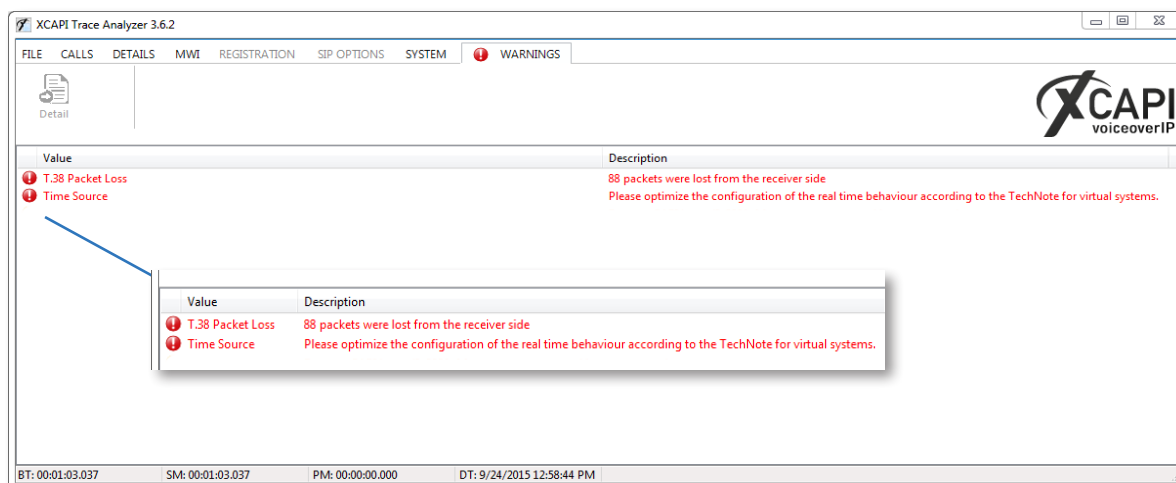 XCAPI Trace Analyzer 3.6.2
FILE CALLS DETAILS MWI REGISTRATION SIP OPTIONS SYSTEM WARNINGS
Detail
XCAPI
voiceoverIP
Value Description
T.38 Packet Loss 88 packets were lost from the receiver side
Time Source Please optimize the configuration of the real time behaviour according to the TechNote for virtual systems.
Value Description
T.38 Packet Loss 88 packets were lost from the receiver side
Time Source Please optimize the configuration of the real time behaviour according to the TechNote for virtual systems.
BT: 00:01:03.037 SM: 00:01:03.037 PM: 00:00:00.000 DT: 9/24/2015 12:58:44 PM